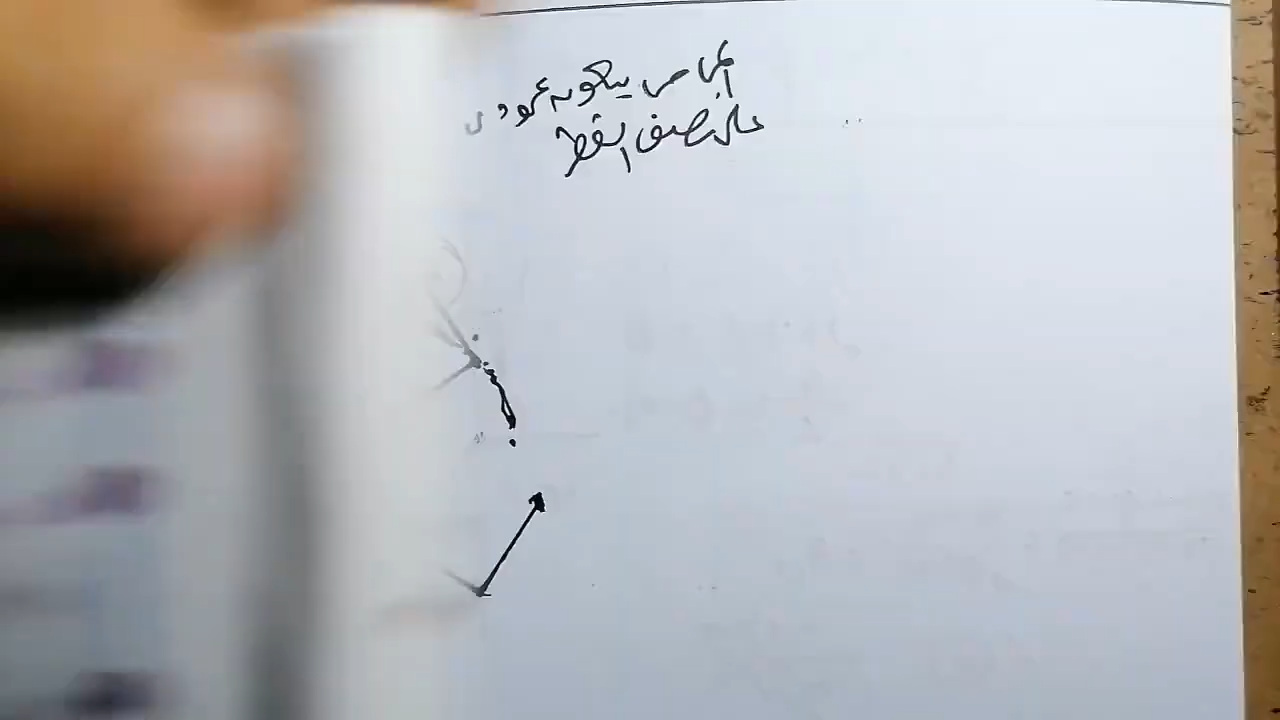 المماس يكون عمودي
على نصف القطر